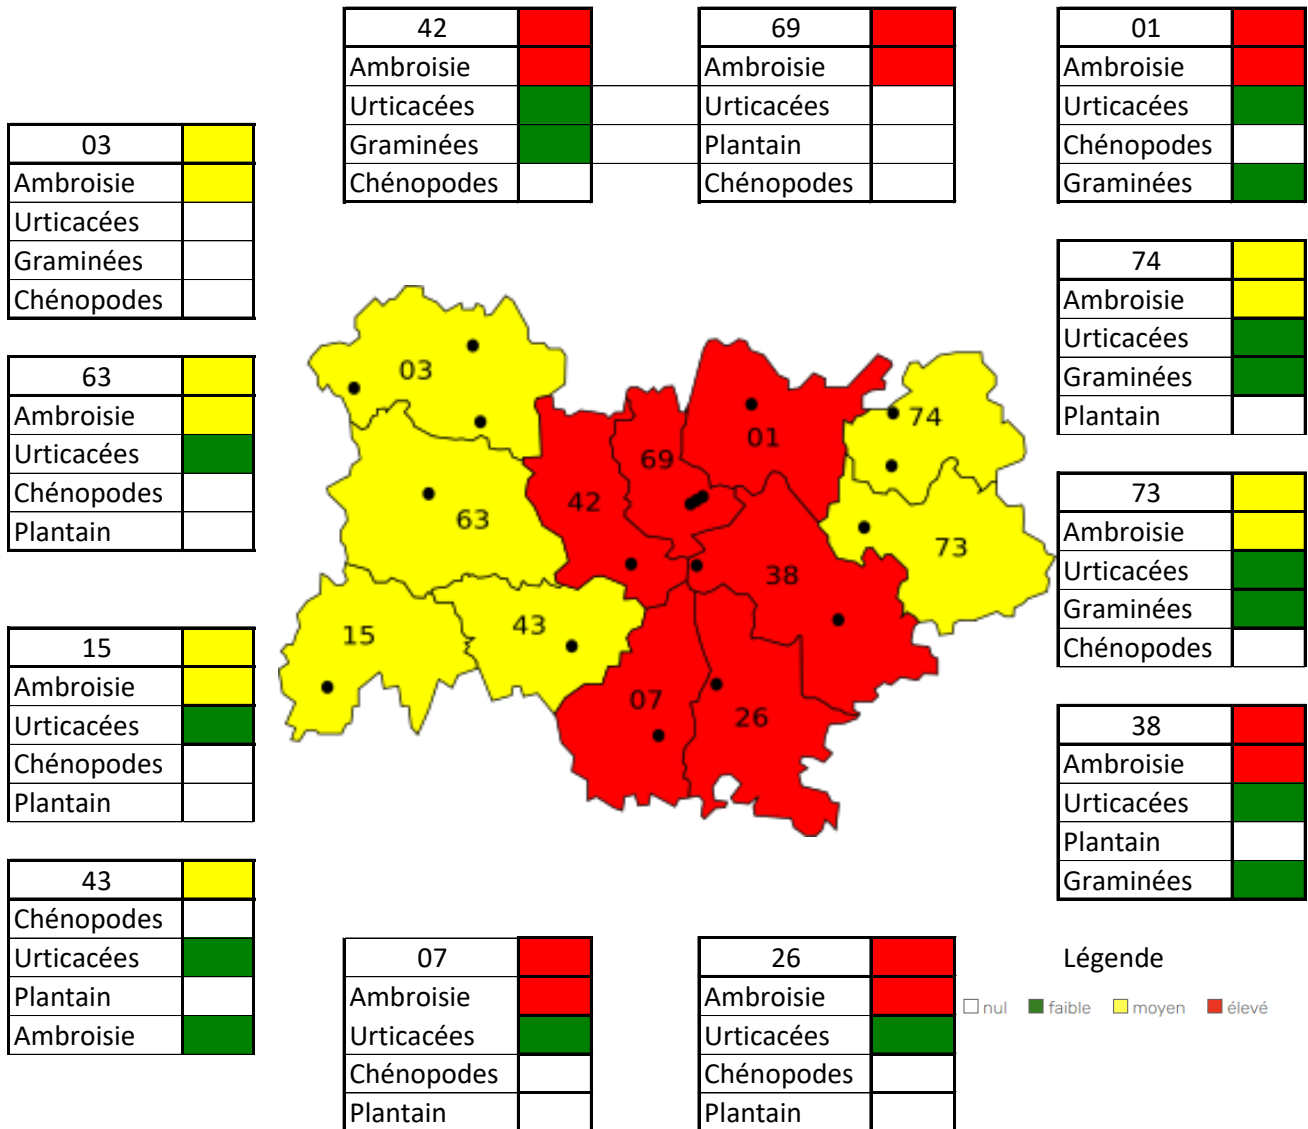 42
Ambroisie
Urticacées
Graminées
Chénopodes
69
Ambroisie
Urticacées
Plantain
Chénopodes
01
Ambroisie
Urticacées
Chénopodes
Graminées
03
Ambroisie
Urticacées
Graminées
Chénopodes
74
Ambroisie
Urticacées
Graminées
Plantain
63
Ambroisie
Urticacées
Chénopodes
Plantain
73
Ambroisie
Urticacées
Graminées
Chénopodes
15
Ambroisie
Urticacées
Chénopodes
Plantain
38
Ambroisie
Urticacées
Plantain
Graminées
43
Chénopodes
Urticacées
Plantain
Ambroisie
03
74
01
69
42
63
73
38
43
15
07
26
07
Ambroisie
Urticacées
Chénopodes
Plantain
26
Ambroisie
Urticacées
Chénopodes
Plantain
Légende
nul faible moyen élevé